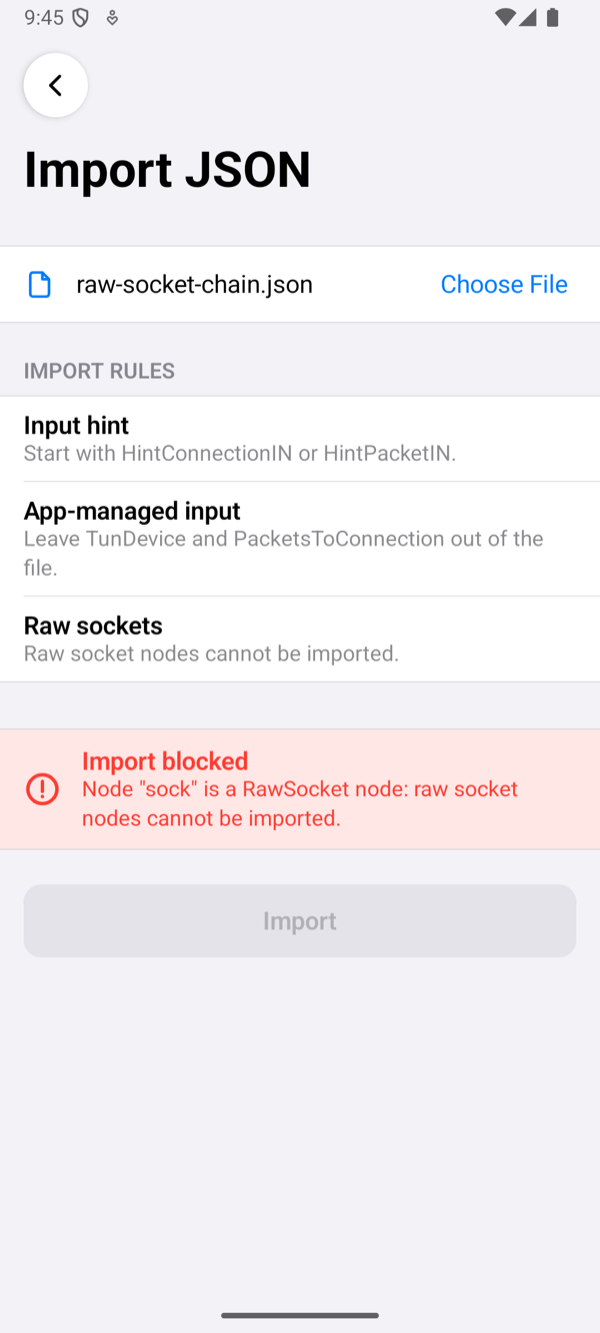 9:45
Import JSON
raw-socket-chain.json
Choose File
IMPORT RULES
Input hint
Start with HintConnectionIN or HintPacketIN.
App-managed input
Leave TunDevice and PacketsToConnection out of the
file.
Raw sockets
Raw socket nodes cannot be imported.
Import blocked
Node "sock" is a RawSocket node: raw socket
nodes cannot be imported.
Import